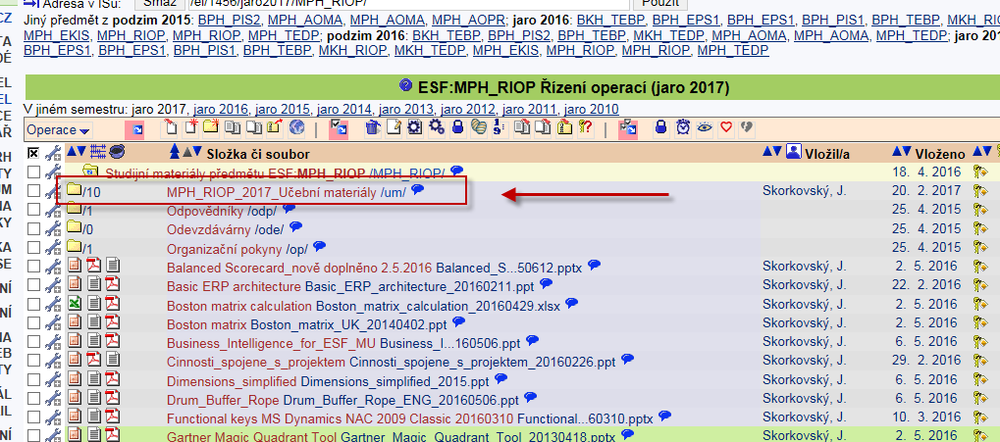 Adresa v ISu: Smaž /el/1456/jaro2017/MPH_RIOP/ Použít
Jiný předmět z podzim 2015: BPH_PIS2, MPH_AOMA, MPH_AOMA, MPH_AOPR; jaro 2016: BKH_TEBP, BPH_EPS1, BPH_EPS1, BPH_PIS1, BPH_TEBP, MKH_RIO
MPH_EKIS, MPH_RIOP, MPH_RIOP, MPH_TEDP; podzim 2016: BKH_TEBP, BPH_PIS2, BPH_TEBP, MKH_TEDP, MPH_AOMA, MPH_AOMA, MPH_TEDP; jaro 201
BPH_EPS1, BPH_EPS1, BPH_PIS1, BPH_TEBP, MKH_RIOP, MKH_TEDP, MPH_EKIS, MPH_RIOP, MPH_RIOP, MPH_TEDP
ESF:MPH_RIOP Řízení operací (jaro 2017)
V jiném semestru: jaro 2017, jaro 2016, jaro 2015, jaro 2014, jaro 2013, jaro 2012, jaro 2011, jaro 2010
Operace
Složka či soubor Vložil/a Vloženo
Studijní materiály předmětu ESF:MPH_RIOP /MPH_RIOP/ 18. 4. 2016
/10 MPH_RIOP_2017_Učební materiály /um/ Skorkovský, J. 20. 2. 2017
/1 Odpovědníky /odp/ 25. 4. 2015
/0 Odevzdávárny /ode/ 25. 4. 2015
/1 Organizační pokyny /op/ 25. 4. 2015
Balanced Scorecard_nově doplněno 2.5.2016 Balanced_S...50612.pptx Skorkovský, J. 2. 5. 2016
Basic ERP architecture Basic_ERP_architecture_20160211.ppt Skorkovský, J. 22. 2. 2016
Boston matrix calculation Boston_matrix_calculation_20160429.xlsx Skorkovský, J. 2. 5. 2016
Boston matrix Boston_matrix_UK_20140402.ppt Skorkovský, J. 2. 5. 2016
Business_Intelligence_for_ESF_MU Business_I...160506.ppt Skorkovský, J. 6. 5. 2016
Cinnosti_spojene_s_projektem Cinnosti_spojene_s_projektem_20160226.ppt Skorkovský, J. 29. 2. 2016
Dimensions_simplified Dimensions_simplified_2015.ppt Skorkovský, J. 6. 5. 2016
Drum_Buffer_Rope Drum_Buffer_Rope_ENG_20160506.ppt Skorkovský, J. 6. 5. 2016
Functional keys MS Dynamics NAC 2009 Classic 20160310 Functional...60310.pptx Skorkovský, J. 10. 3. 2016
Gartner Magic Quadrant Tool Gartner_Magic_Quadrant_Tool_20130418.pptx Skorkovský, J. 2. 5. 2016